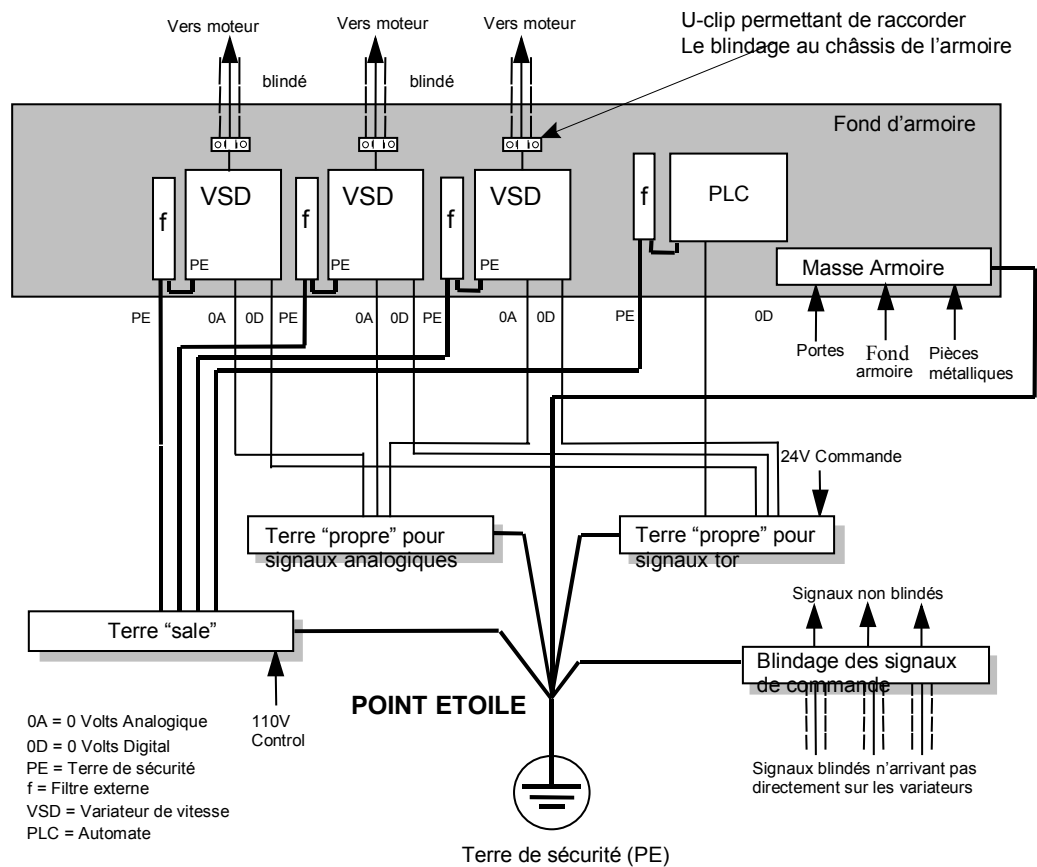 Vers moteur
Vers moteur
Vers moteur
U-clip permettant de raccorder
Le blindage au châsis de l'armoire
blindé
blindé
Fond d'armoire
f
VSD
PE
f
VSD
PE
f
VSD
PE
f
PLC
Masse Armoire
PE
0A
0D
PE
0A
0D
PE
0A
0D
PE
0D
Portes
Fond
armoire
Pièces
métalliques
24V Commande
Terre “propre” pour
signaux analogiques
Terre “propre” pour
signaux tor
Terre “sale”
Signaux non blindés
Blindage des signaux
de commande
POINT ETOILE
110V
Control
0A = 0 Volts Analogique
0D = 0 Volts Digital
PE = Terre de sécurité
f = Filtre externe
VSD = Variateur de vitesse
PLC = Automate
Signaux blindés n'arrivant pas
directement sur les variateurs
Terre de sécurité (PE)